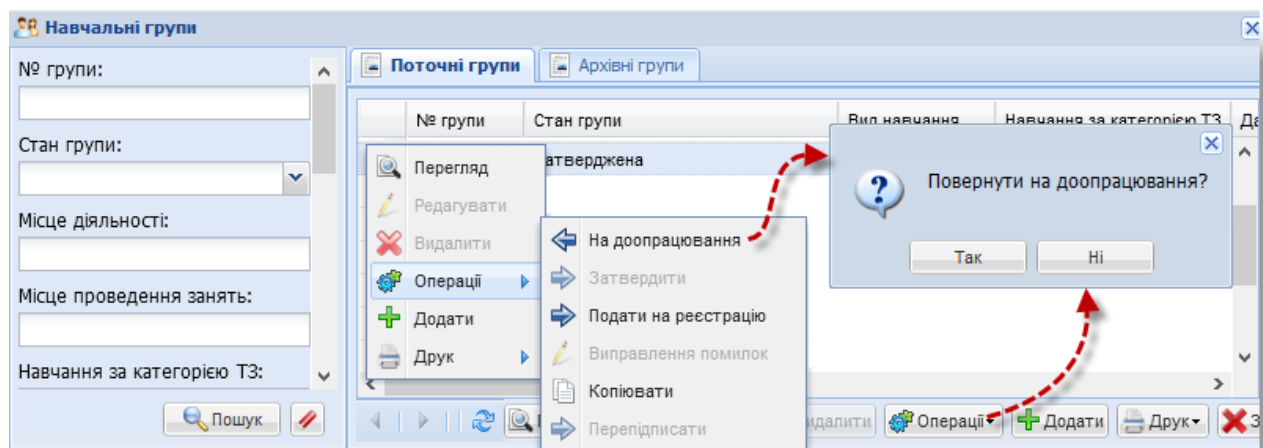 Навчальні групи
№ групи:
Стан групи:
Місце діяльності:
Місце проведення занять:
Навчання за категорією ТЗ:
Пошук
Поточні групи
Архівні групи
№ групи Стан групи Вид навчання Навчання за категорією ТЗ Да
атверджена
Перегляд
Редагувати
Видалити
Операції
Додати
Друк
На доопрацювання
Затвердити
Подати на реєстрацію
Виправлення помилок
Копіювати
Перепідписати
Повернути на доопрацювання?
Так Ні
идалити Операції Додати Друк З